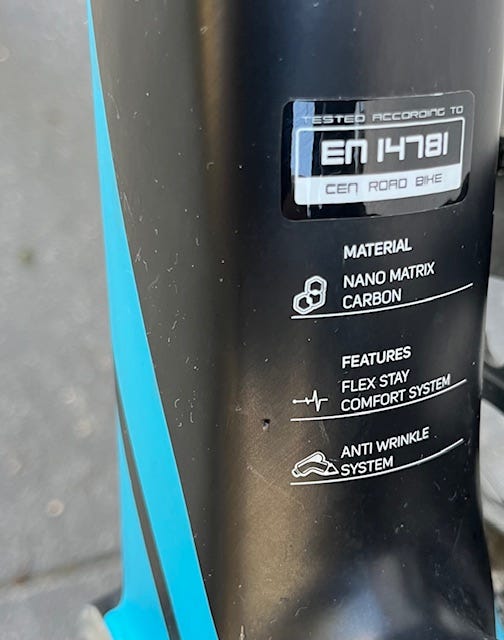 TESTED ACCORDING TO
EN 14781
CEN ROAD BIKE
MATERIAL
NANO MATRIX
CARBON
FEATURES
FLEX STAY
COMFORT SYSTEM
ANTI WRINKLE
SYSTEM